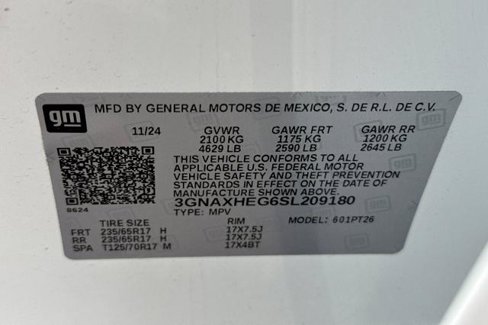 gm
MFD BY GENERAL MOTORS DE MEXICO, S. DE R.L. DE C.V.
11/24 GVWR GAWR FRT GAWR RR
2100 KG 1175 KG 1200 KG
4629 LB 2590 LB 2645 LB
THIS VEHICLE CONFORMS TO ALL
APPLICABLE U.S. FEDERAL MOTOR
VEHICLE SAFETY AND THEFT PREVENTION
STANDARDS IN EFFECT ON THE DATE OF
MANUFACTURE SHOWN ABOVE.
3GNAXHEG6SL209180
8624 TYPE: MPV MODEL: 601PT26
TIRE SIZE RIM
FRT 235/65R17 H 17X7.5J
RR 235/65R17 H 17X7.5J
SPA T125/70R17 M 17X4BT